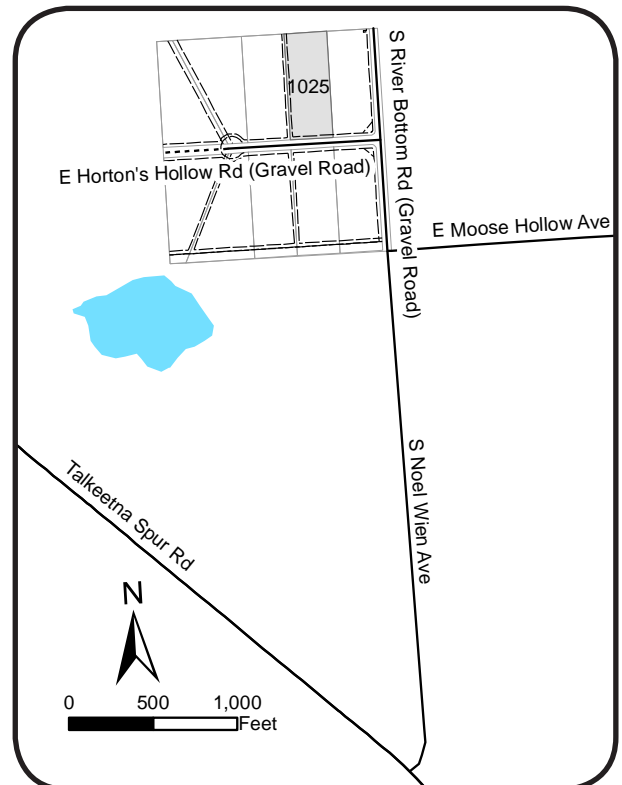 S River Bottom Rd (Gravel Road)
1025
E Horton's Hollow Rd (Gravel Road)
E Moose Hollow Ave
S Noel Wien Ave
Talkeetna Spur Rd
N
0 500 1,000
Feet